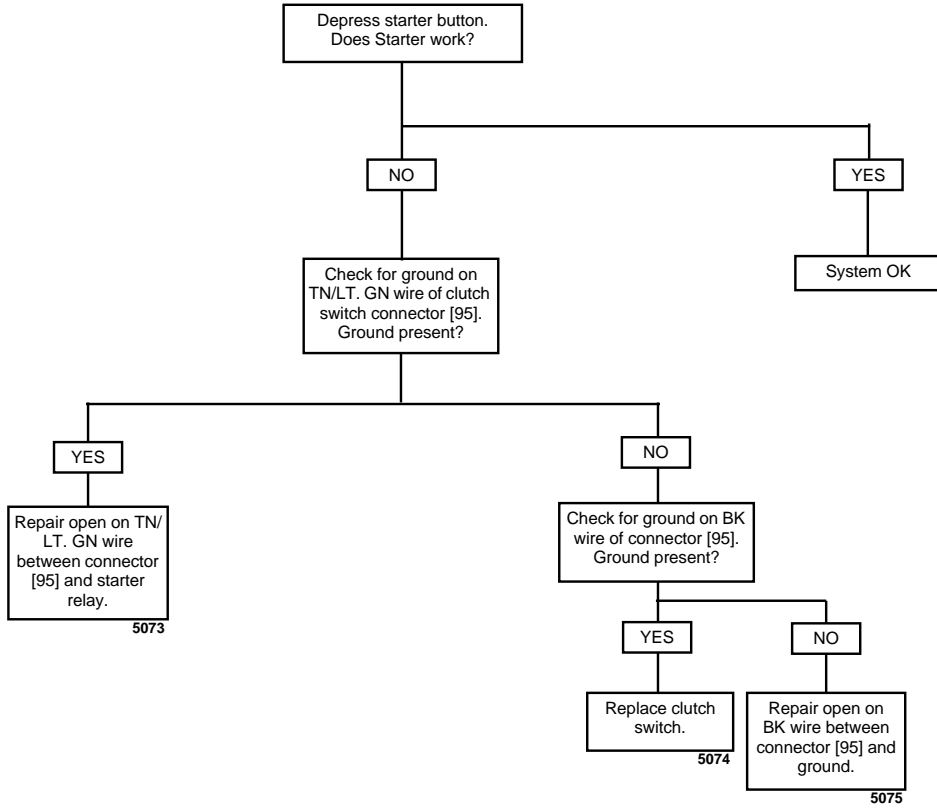 Depress starter button.
Does Starter work?
NO
YES
System OK
Check for ground on
TN/LT. GN wire of clutch
switch connector [95].
Ground present?
YES
NO
Repair open on TN/
LT. GN wire
between connector
[95] and starter
relay.
5073
Check for ground on BK
wire of connector [95].
Ground present?
YES
NO
Replace clutch
switch.
5074
Repair open on
BK wire between
connector [95] and
ground.
5075